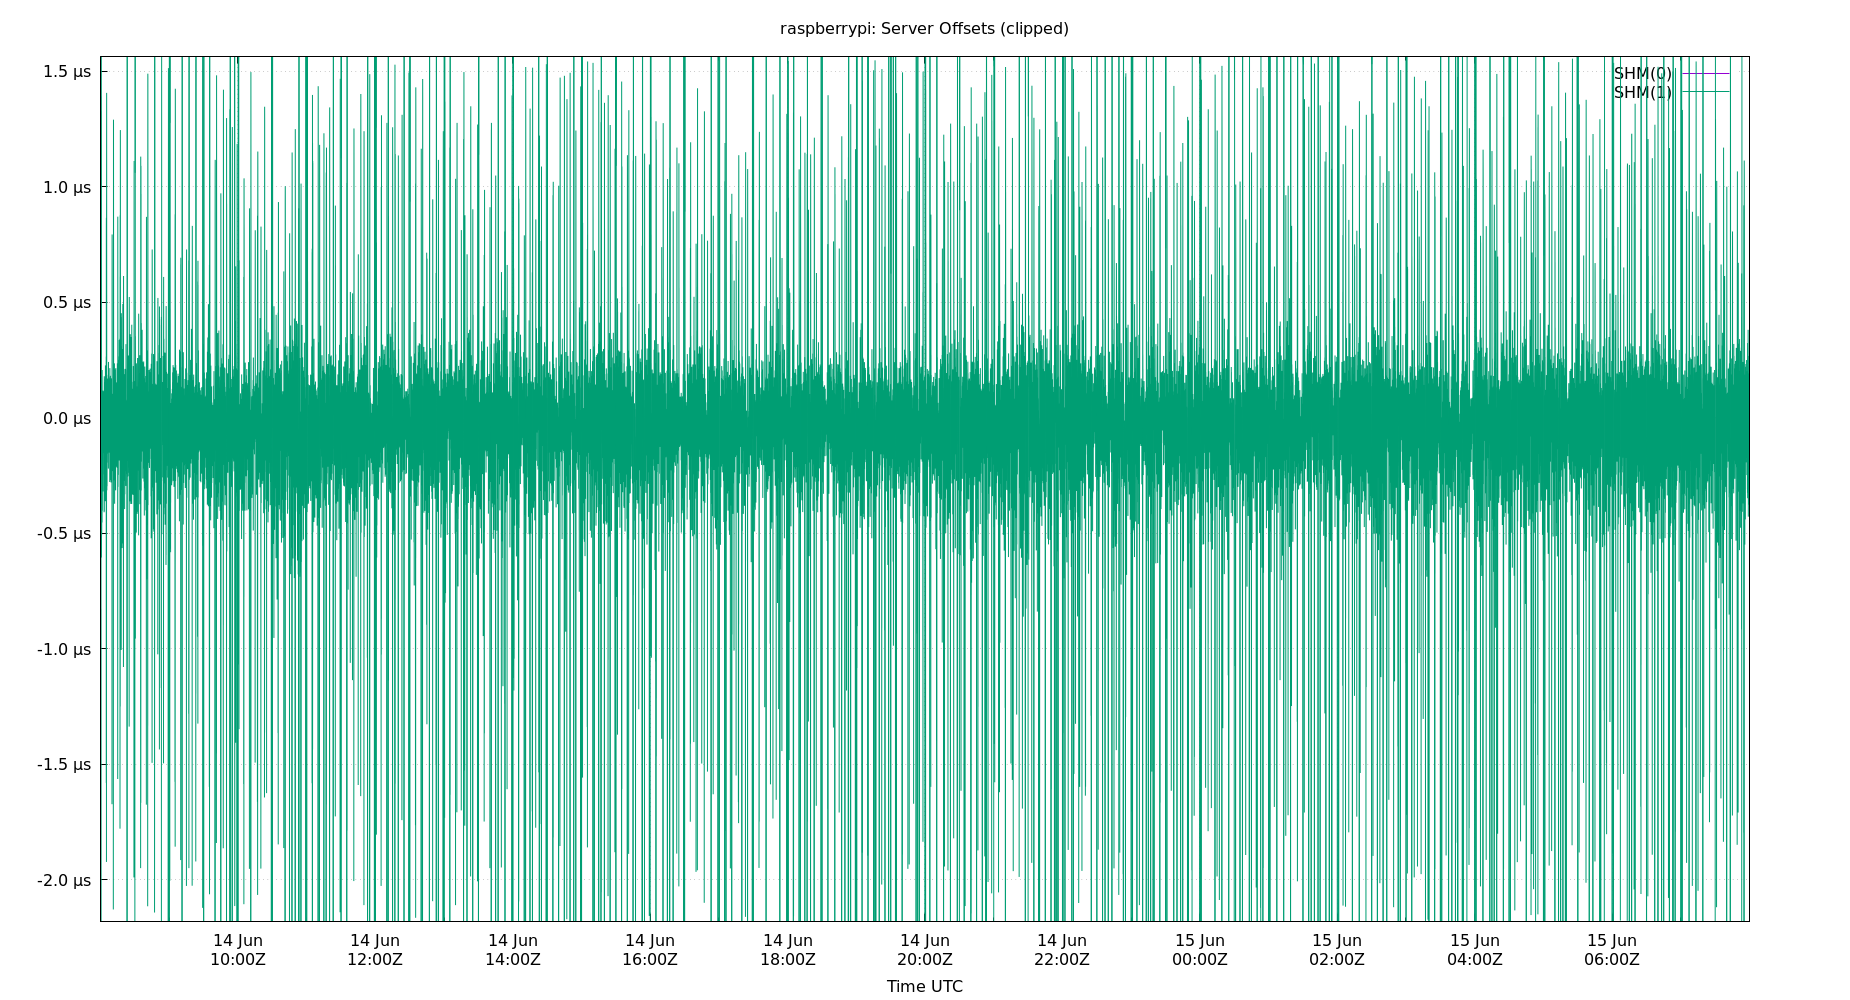 raspberrypi: Server Offsets (clipped)
1.5 µs
1.0 µs
0.5 µs
0.0 µs
-0.5 µs
-1.0 µs
-1.5 µs
-2.0 µs
SHM(0)
SHM(1)
14 Jun 14 Jun 14 Jun 14 Jun 14 Jun 14 Jun 14 Jun 15 Jun 15 Jun 15 Jun 15 Jun
10:00Z 12:00Z 14:00Z 16:00Z 18:00Z 20:00Z 22:00Z 00:00Z 02:00Z 04:00Z 06:00Z
Time UTC